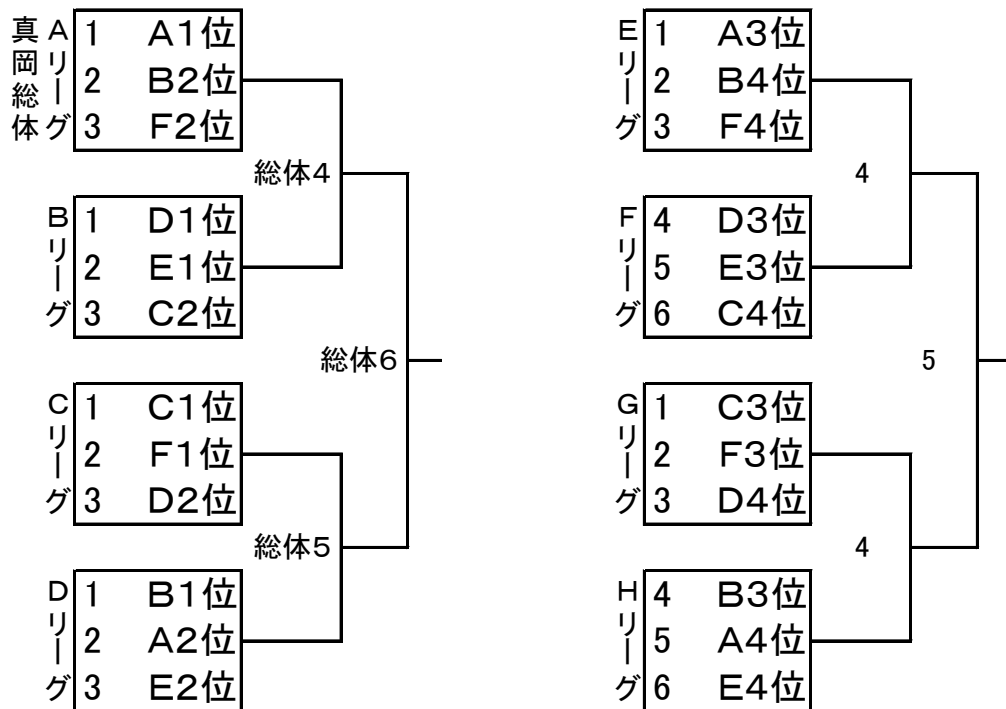 真岡総体
Aリーグ
1 A1位
2 B2位
3 F2位
総体4
Bリーグ
1 D1位
2 E1位
3 C2位
総体6
Cリーグ
1 C1位
2 F1位
3 D2位
総体5
Dリーグ
1 B1位
2 A2位
3 E2位
Eリーグ
1 A3位
2 B4位
3 F4位
4
Fリーグ
4 D3位
5 E3位
6 C4位
5
Gリーグ
1 C3位
2 F3位
3 D4位
4
Hリーグ
4 B3位
5 A4位
6 E4位